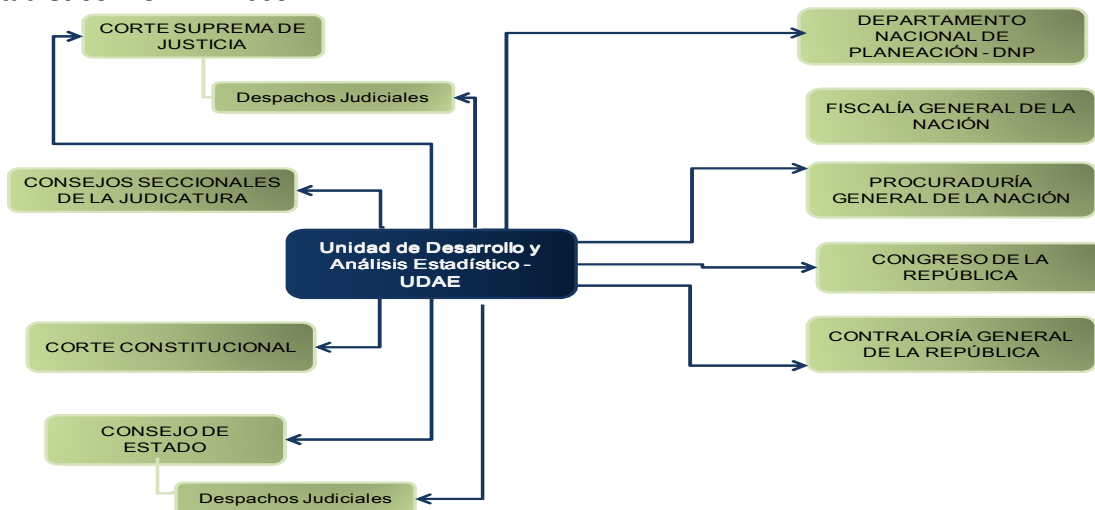 CORTE SUPREMA DE
JUSTICIA
Despachos Judiciales
CONSEJOS SECCIONALES
DE LA JUDICATURA
Unidad de Desarrollo y
Análisis Estadístico -
UDAE
CORTE CONSTITUCIONAL
CONSEJO DE
ESTADO
Despachos Judiciales
DEPARTAMENTO
NACIONAL DE
PLANEACIÓN - DNP
FISCALÍA GENERAL DE LA
NACIÓN
PROCURADURÍA
GENERAL DE LA NACIÓN
CONGRESO DE LA
REPÚBLICA
CONTRALORÍA GENERAL
DE LA REPÚBLICA